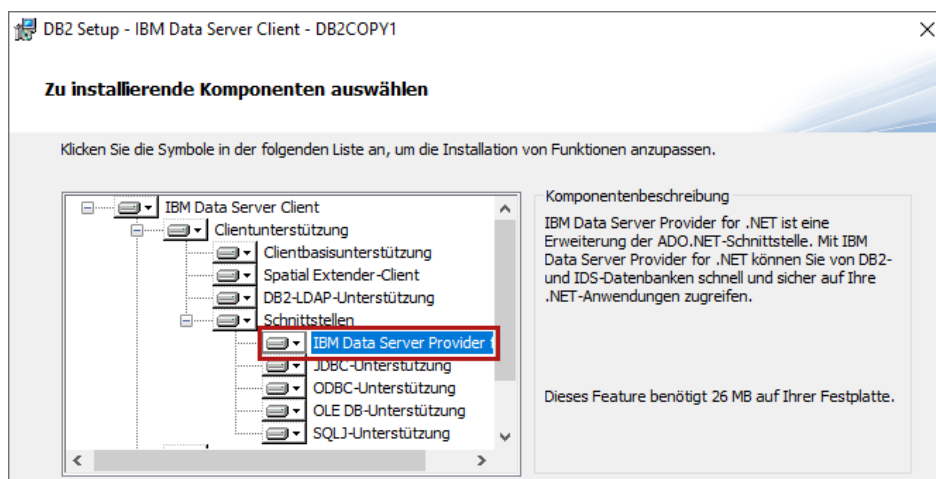 DB2 Setup - IBM Data Server Client - DB2COPY1
Zu installierende Komponenten auswählen
Klicken Sie die Symbole in der folgenden Liste an, um die Installation von Funktionen anzupassen.
IBM Data Server Client
Clientunterstützung
Clientbasisunterstützung
Spatial Extender-Client
DB2-LDAP-Unterstützung
Schnittstellen
IBM Data Server Provider
JDBC-Unterstützung
ODBC-Unterstützung
OLE DB-Unterstützung
SQLJ-Unterstützung
Komponentenbeschreibung
IBM Data Server Provider for .NET ist eine
Erweiterung der ADO.NET-Schnittstelle. Mit IBM
Data Server Provider for .NET können Sie von DB2-
und IDS-Datenbanken schnell und sicher auf Ihre
.NET-Anwendungen zugreifen.
Dieses Feature benötigt 26 MB auf Ihrer Festplatte.